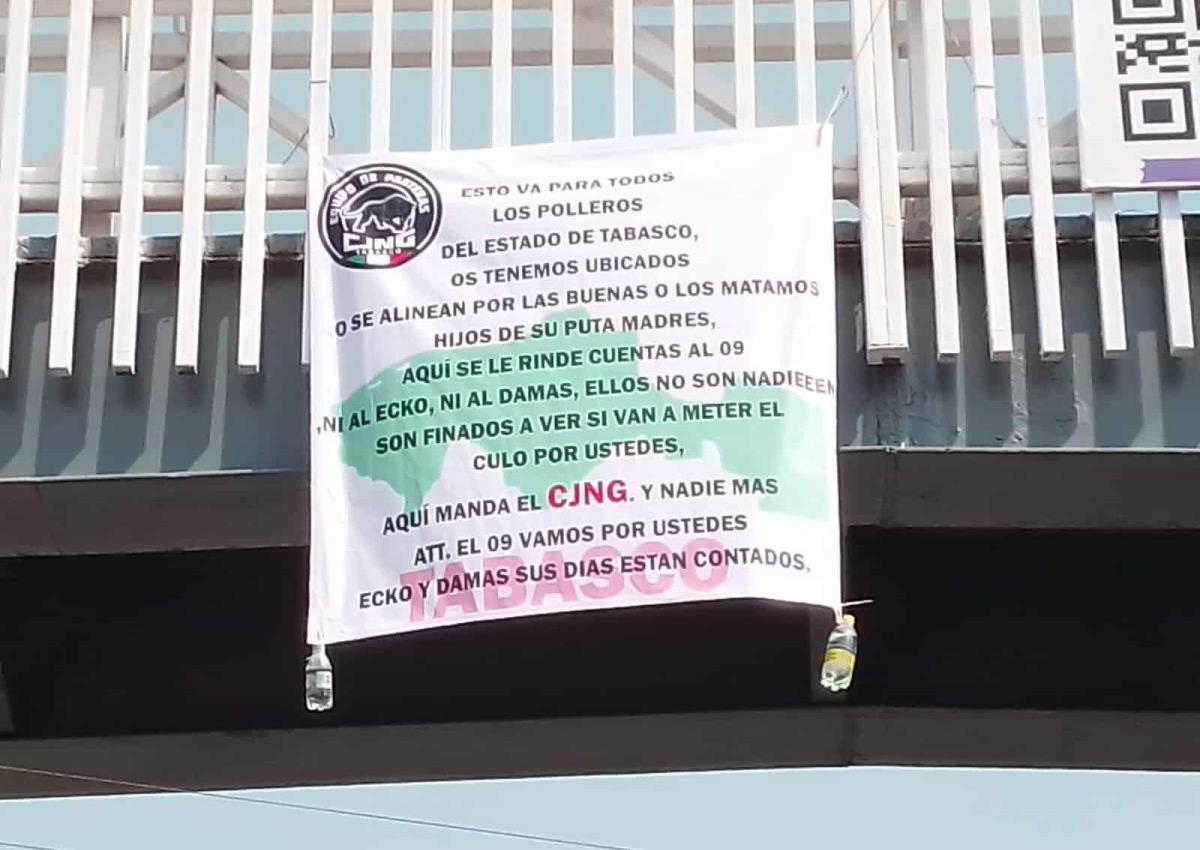 CJNG
ESTO VA PARA TODOS
LOS POLLEROS
DEL ESTADO DE TABASCO,
OS TENEMOS UBICADOS
O SE ALINEAN POR LAS BUENAS O LOS MATAMOS
HIJOS DE SU PUTA MADRES,
AQUÍ SE LE RINDE CUENTAS AL 09
,NI AL ECKO, NI AL DAMAS, ELLOS NO SON NADIEEEN
SON FINADOS A VER SI VAN A METER EL
CULO POR USTEDES,
AQUÍ MANDA EL CJNG. Y NADIE MAS
ATT. EL 09 VAMOS POR USTEDES
ECKO Y DAMAS SUS DIAS ESTAN CONTADOS.
TABASCO